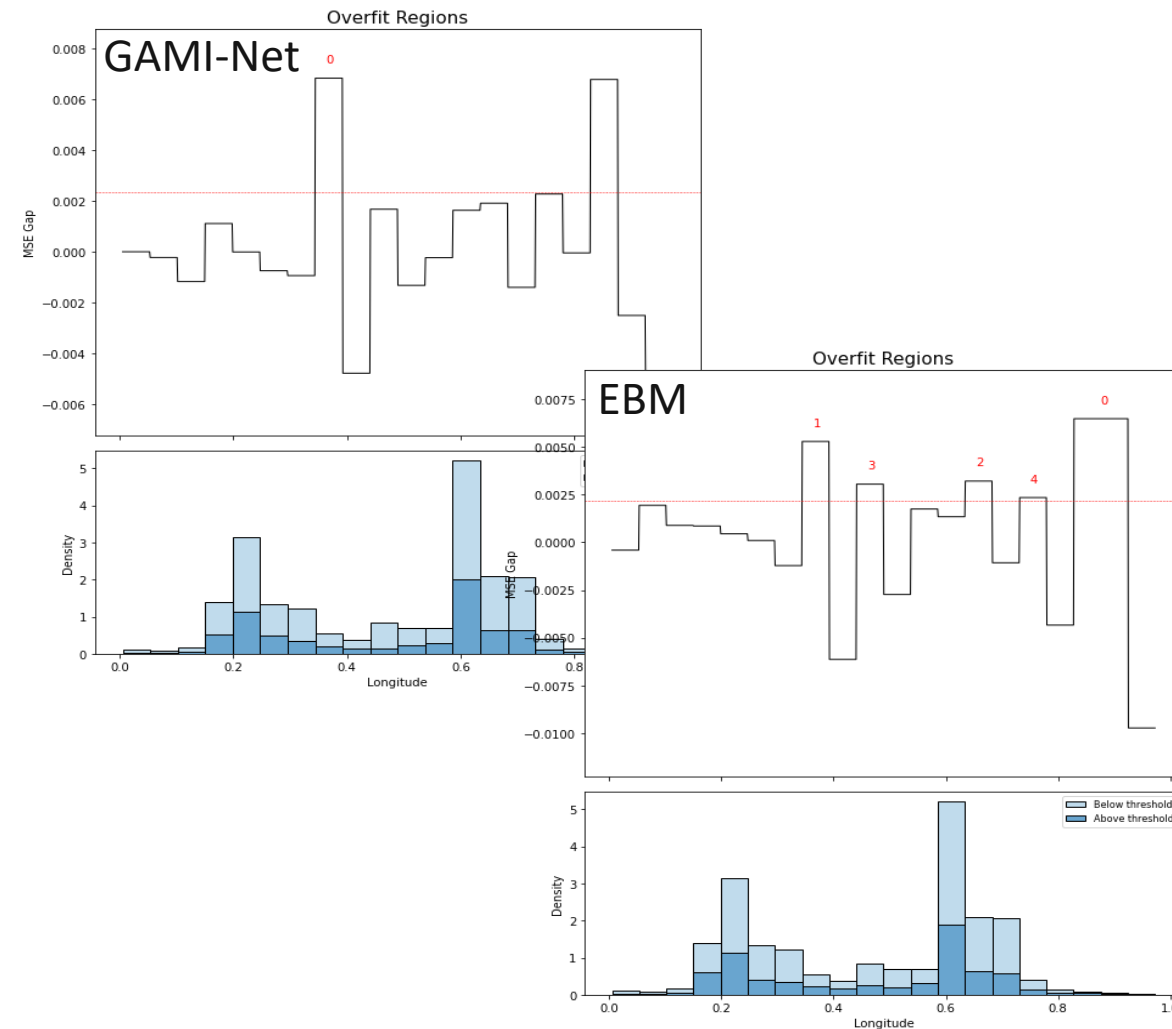 Overfit Regions
GAMI-Net
0
0.008
0.006
0.004
0.002
0.000
−0.002
−0.004
−0.006
MSE Gap
5
4
3
2
1
0
Density
0.0 0.2 0.4 0.6 0.8
Longitude
Overfit Regions
EBM
1
3
2
4
0
0.0075
0.0050
0.0025
0.0000
−0.0025
−0.0050
−0.0075
−0.0100
MSE Gap
Below threshold
Above threshold
5
4
3
2
1
0
Density
0.0 0.2 0.4 0.6 0.8
Longitude